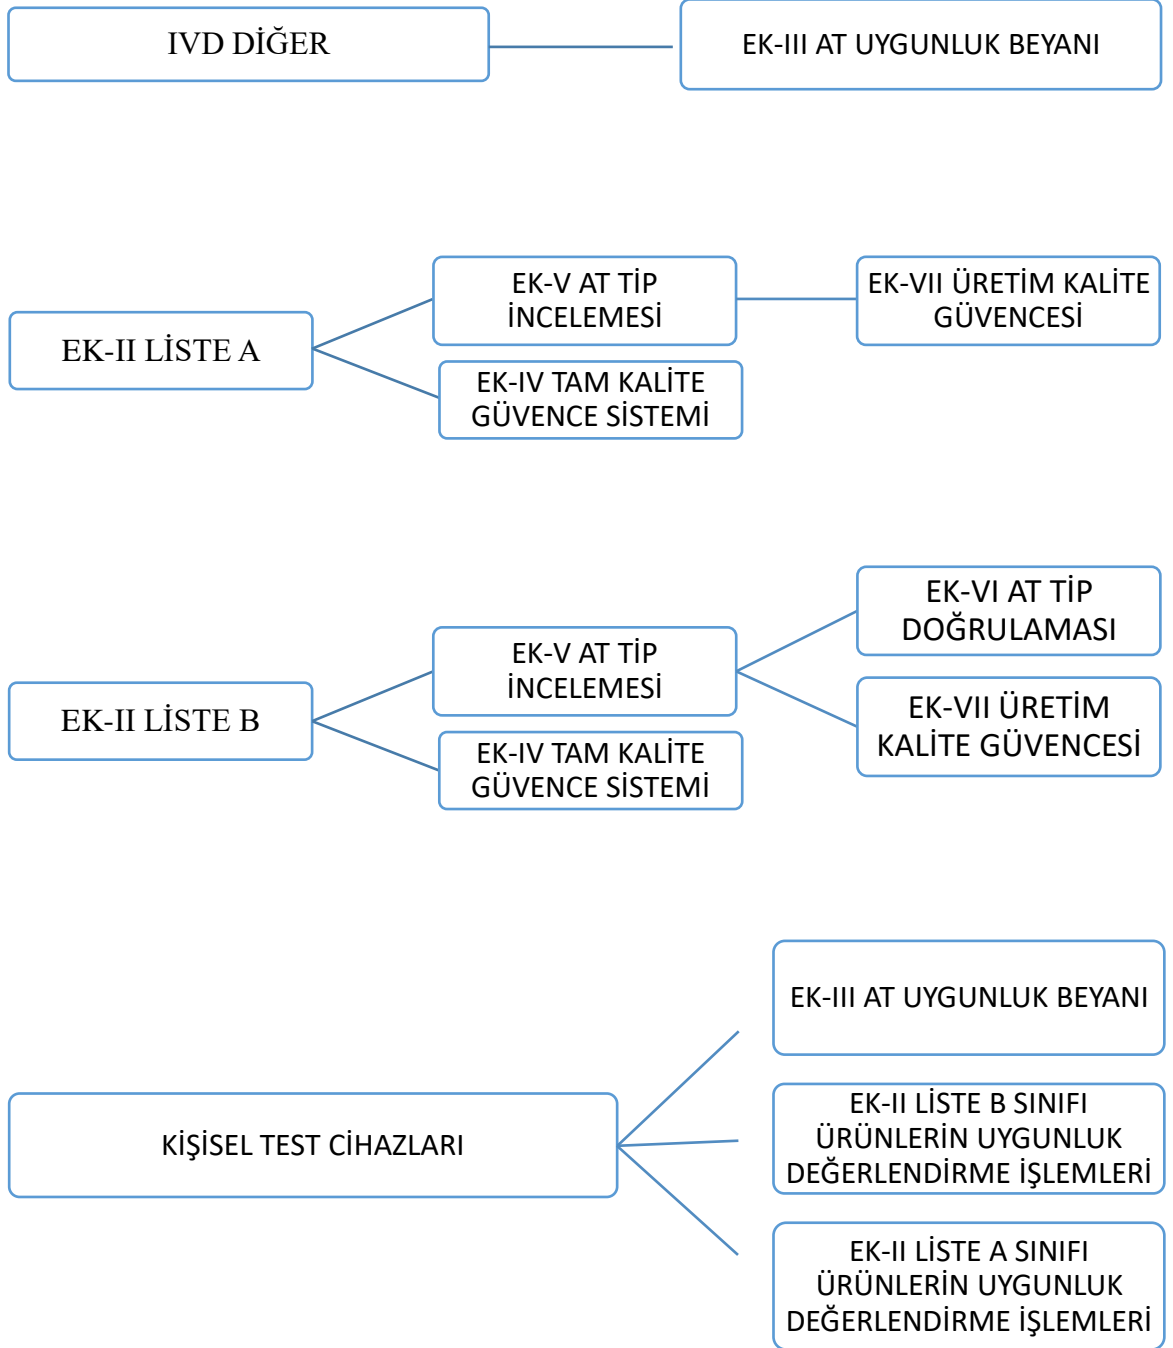 IVD DİĞER
EK-III AT UYGUNLUK BEYANI
EK-II LİSTE A
EK-V AT TİP
İNCELEMESİ
EK-VII ÜRETİM KALİTE
GÜVENCESİ
EK-IV TAM KALİTE
GÜVENCE SİSTEMİ
EK-II LİSTE B
EK-V AT TİP
İNCELEMESİ
EK-VI AT TİP
DOĞRULAMASI
EK-VII ÜRETİM
KALİTE GÜVENCESİ
EK-IV TAM KALİTE
GÜVENCE SİSTEMİ
KİŞİSEL TEST CİHAZLARI
EK-III AT UYGUNLUK BEYANI
EK-II LİSTE B SINIFI
ÜRÜNLERİN UYGUNLUK
DEĞERLENDİRME İŞLEMLERİ
EK-II LİSTE A SINIFI
ÜRÜNLERİN UYGUNLUK
DEĞERLENDİRME İŞLEMLERİ